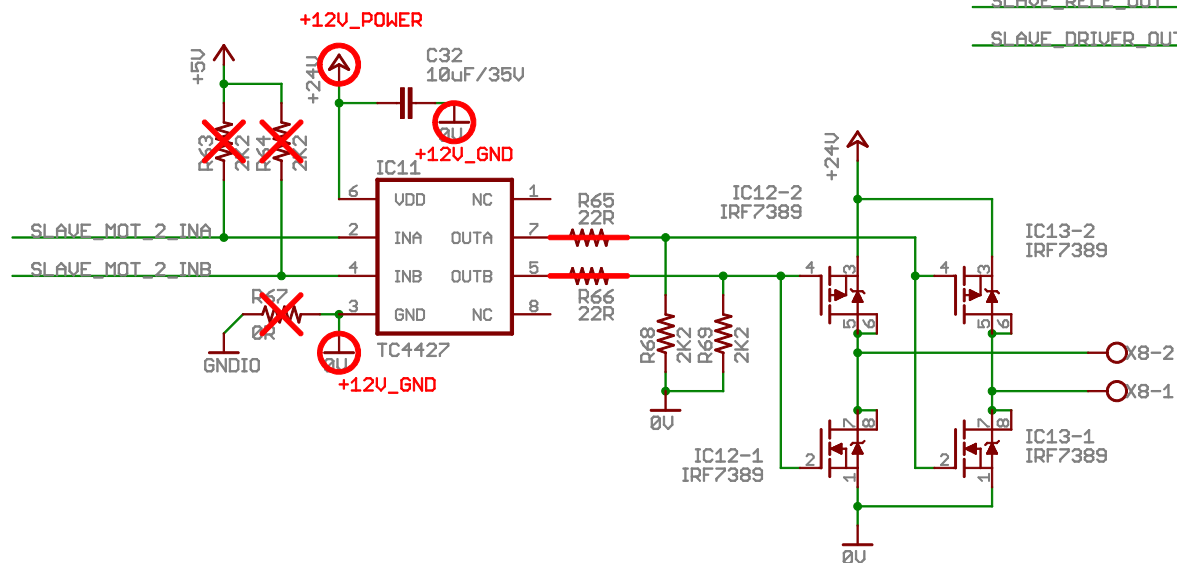 SLAVE_RELE_OUT
SLAVE_DRIVER_OUT
+12V_POWER
+5V
+24V
C32
10uF/35V
0V
+12V_GND
R63
2K2
R64
2K2
IC11
6
VDD
NC
1
SLAVE_MOT_2_INA
2
INA
OUTA
7
SLAVE_MOT_2_INB
4
INB
OUTB
5
3
GND
NC
8
TC4427
R67
0R
GNDIO
0V
+12V_GND
R65
22R
R66
22R
R68
2K2
R69
2K2
0V
+24V
IC12-2
IRF7389
4
3
5
6
IC13-2
IRF7389
4
3
5
6
X8-2
X8-1
IC12-1
IRF7389
2
7
8
1
IC13-1
IRF7389
2
7
8
1
0V